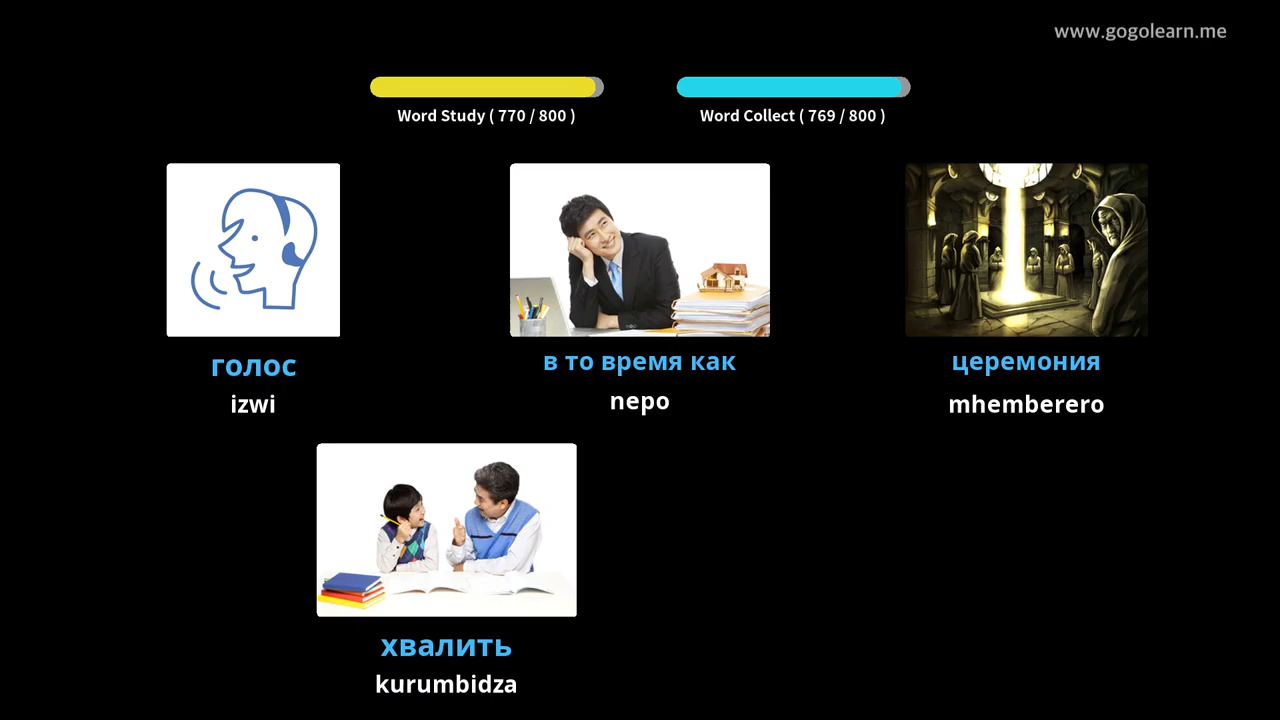 www.gogolearn.me
Word Study ( 770 / 800 )
Word Collect ( 769 / 800 )
голос
izwi
в то время как
nepo
церемония
mhemberero
хвалить
kurumbidza